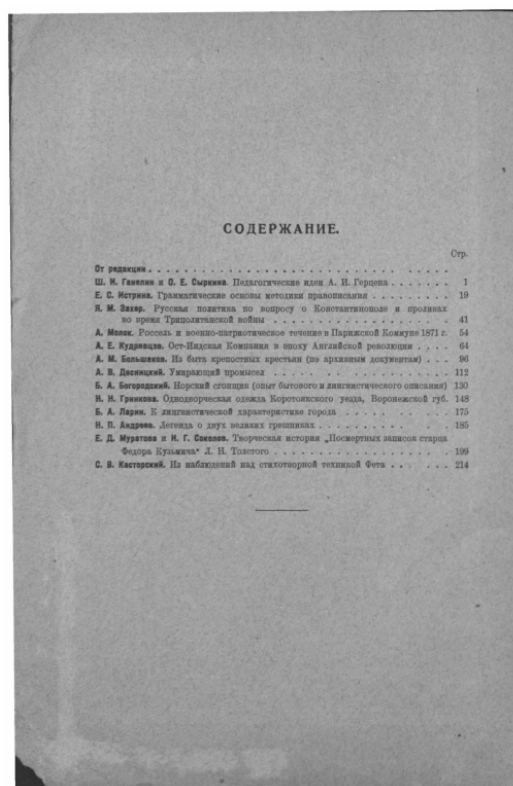 СОДЕРЖАНИЕ.
Стр.
От редакции . . . . . . . . . . . . . . . . . . . .
Ш. И. Ганелин и О. Е. Сыркина. Педагогические идеи А. И. Герцена . . . . . . . 1
Е. С. Истрина. Грамматические основы методики правописания . . . . . . . . 19
Я. М. Захер. Русская политика по вопросу о Константинополе и проливах
во время Триполитанской войны . . . . . . . . . . . . . . . . . . 41
А. Молок. Россель и военно-патриотическое течение в Парижской Коммуне 1871 г. 54
А. Е. Кудрявцев. Ост-Индская Компания в эпоху Английской революции . . . . 64
А. М. Большаков. Из быта крепостных крестьян (по архивным документам) . . . 96
А. В. Десницкий. Умирающий промысел . . . . . . . . . . . . . . . . . . 112
Б. А. Богородский. Норский сгонщик (опыт бытового и лингвистического описания) 130
Н. Н. Гринкова. Однодворческая одежда Коротоякского уезда, Воронежской губ. 148
Б. А. Ларин. К лингвистической характеристике города . . . . . . . . . . 175
Н. П. Андреев. Легенда о двух великих грешниках . . . . . . . . . . . . 185
Е. Д. Муратова и И. Г. Соколов. Творческая история „Посмертных записок старца
Федора Кузьмича" Л. Н. Толстого . . . . . . . . . . . . . . . . . . 199
С. В. Касторский. Из наблюдений над стихотворной техникой Фета . . . . . . 214